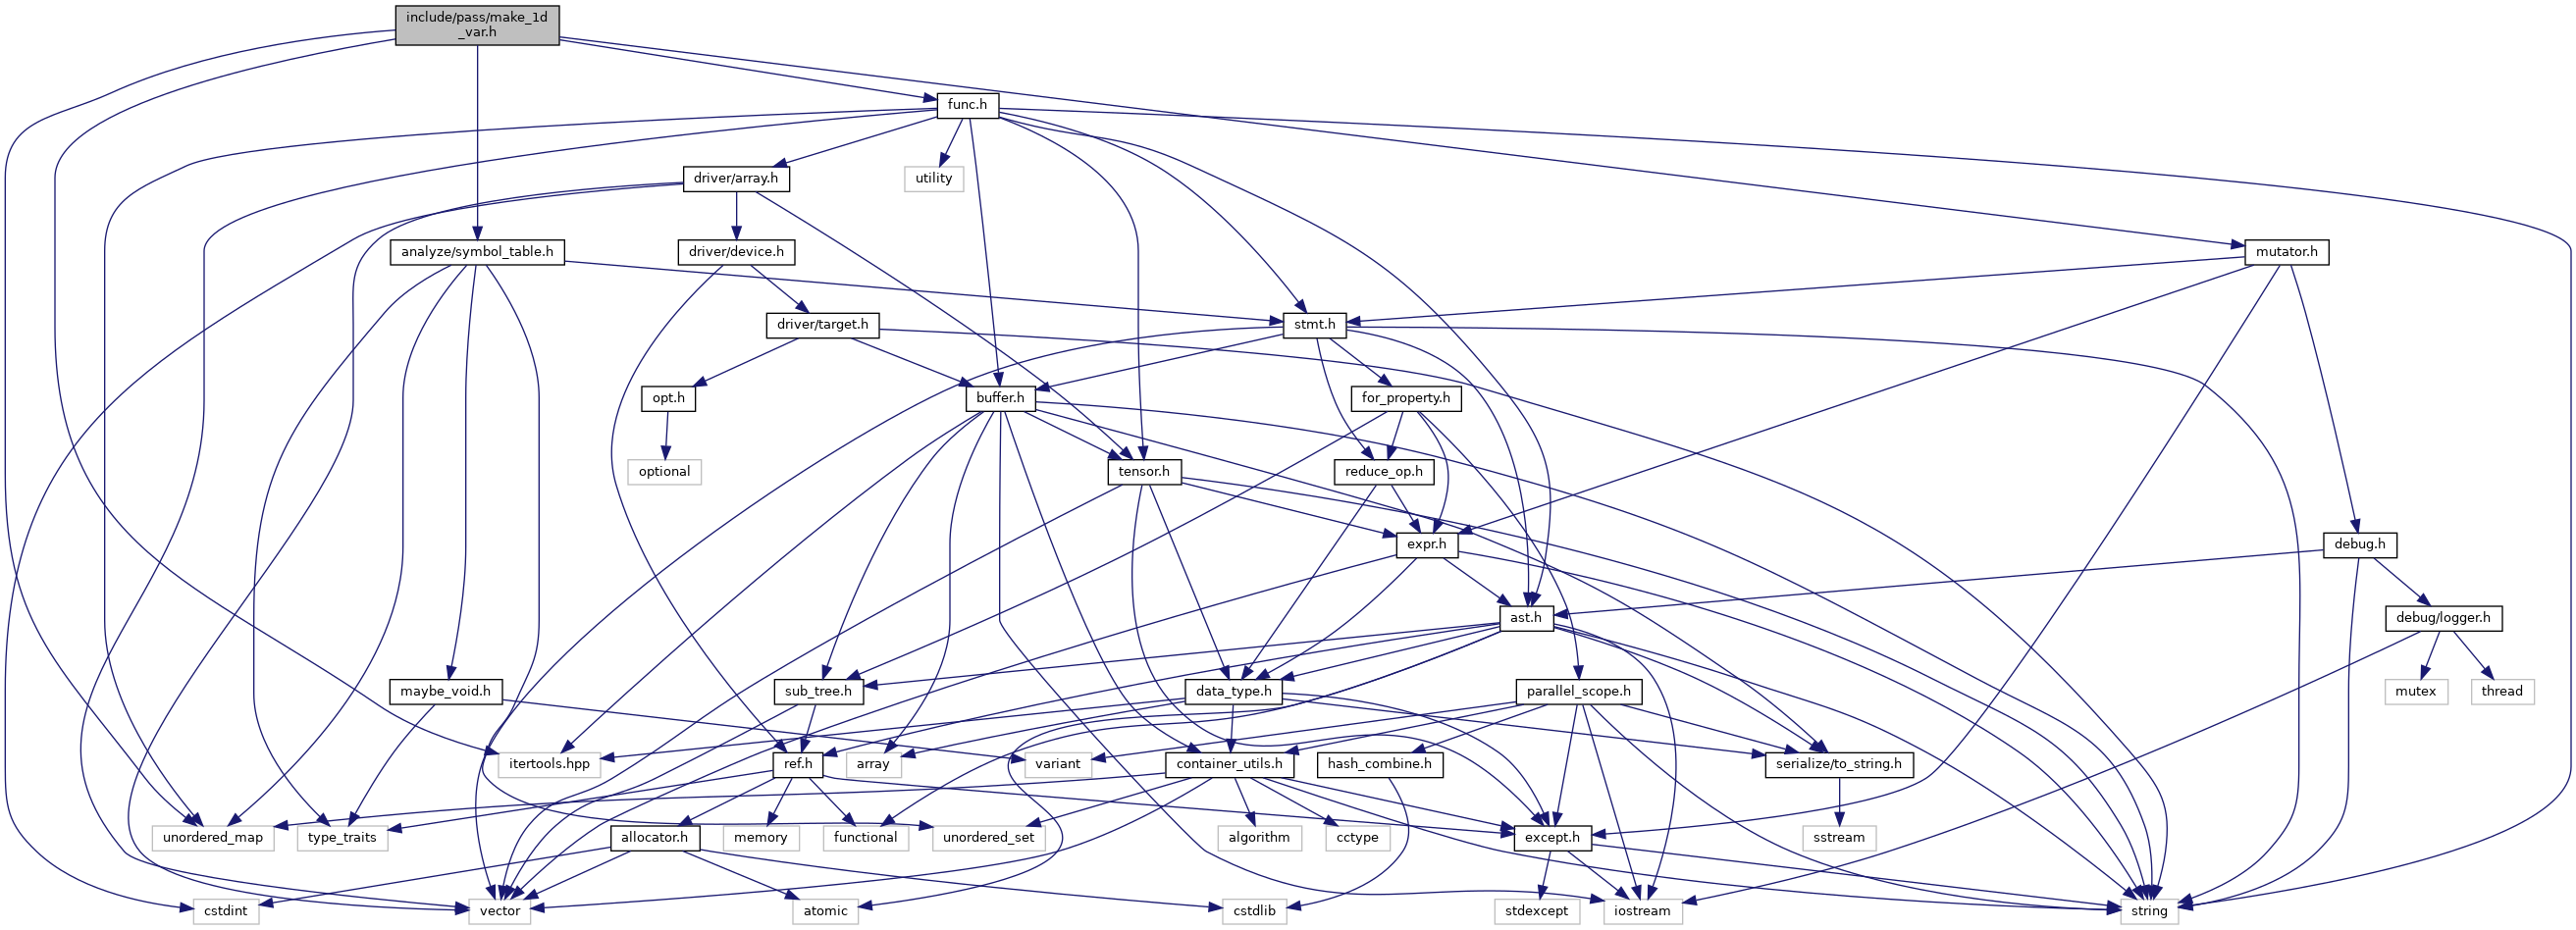 include/pass/make_1d
_var.h
func.h
driver/array.h
utility
analyze/symbol_table.h
driver/device.h
mutator.h
driver/target.h
stmt.h
opt.h
buffer.h
for_property.h
optional
tensor.h
reduce_op.h
expr.h
debug.h
ast.h
debug/logger.h
maybe_void.h
sub_tree.h
data_type.h
parallel_scope.h
mutex
thread
itertools.hpp
ref.h
array
variant
container_utils.h
hash_combine.h
serialize/to_string.h
unordered_map
type_traits
allocator.h
memory
functional
unordered_set
algorithm
cctype
except.h
sstream
cstdint
vector
atomic
cstdlib
stdexcept
iostream
string